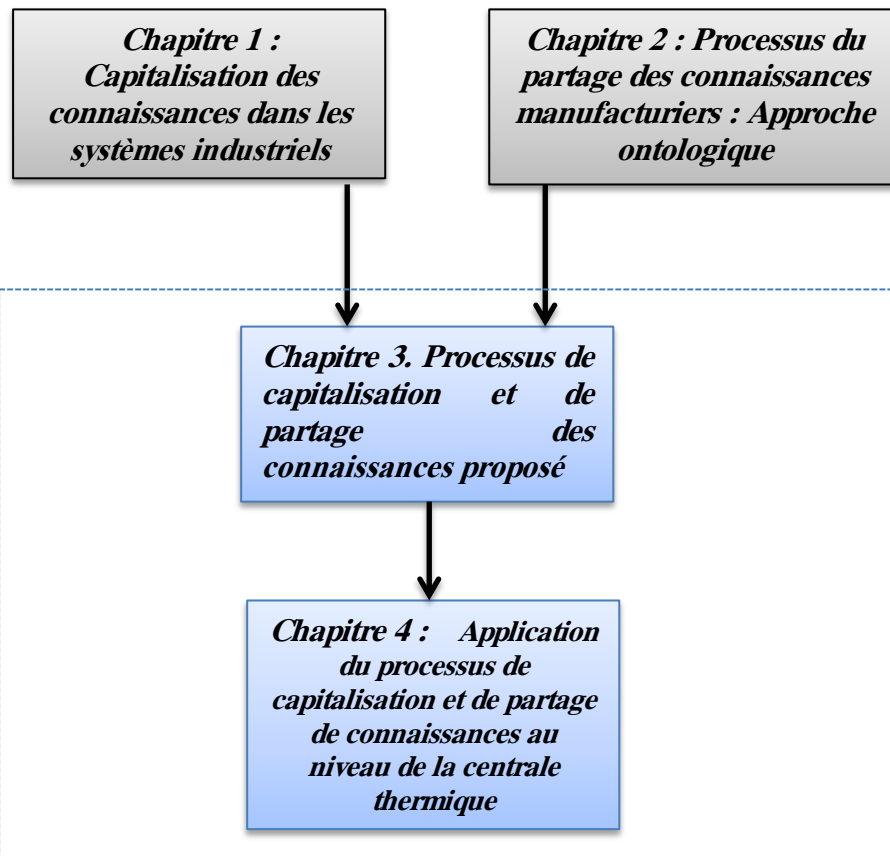 Chapitre 1 :
Capitalisation des
connaissances dans les
systèmes industriels
Chapitre 2 : Processus du
partage des connaissances
manufacturiers : Approche
ontologique
Chapitre 3. Processus de
capitalisation et de
partage des
connaissances proposé
Chapitre 4 : Application
du processus de
capitalisation et de partage
de connaissances au
niveau de la centrale
thermique